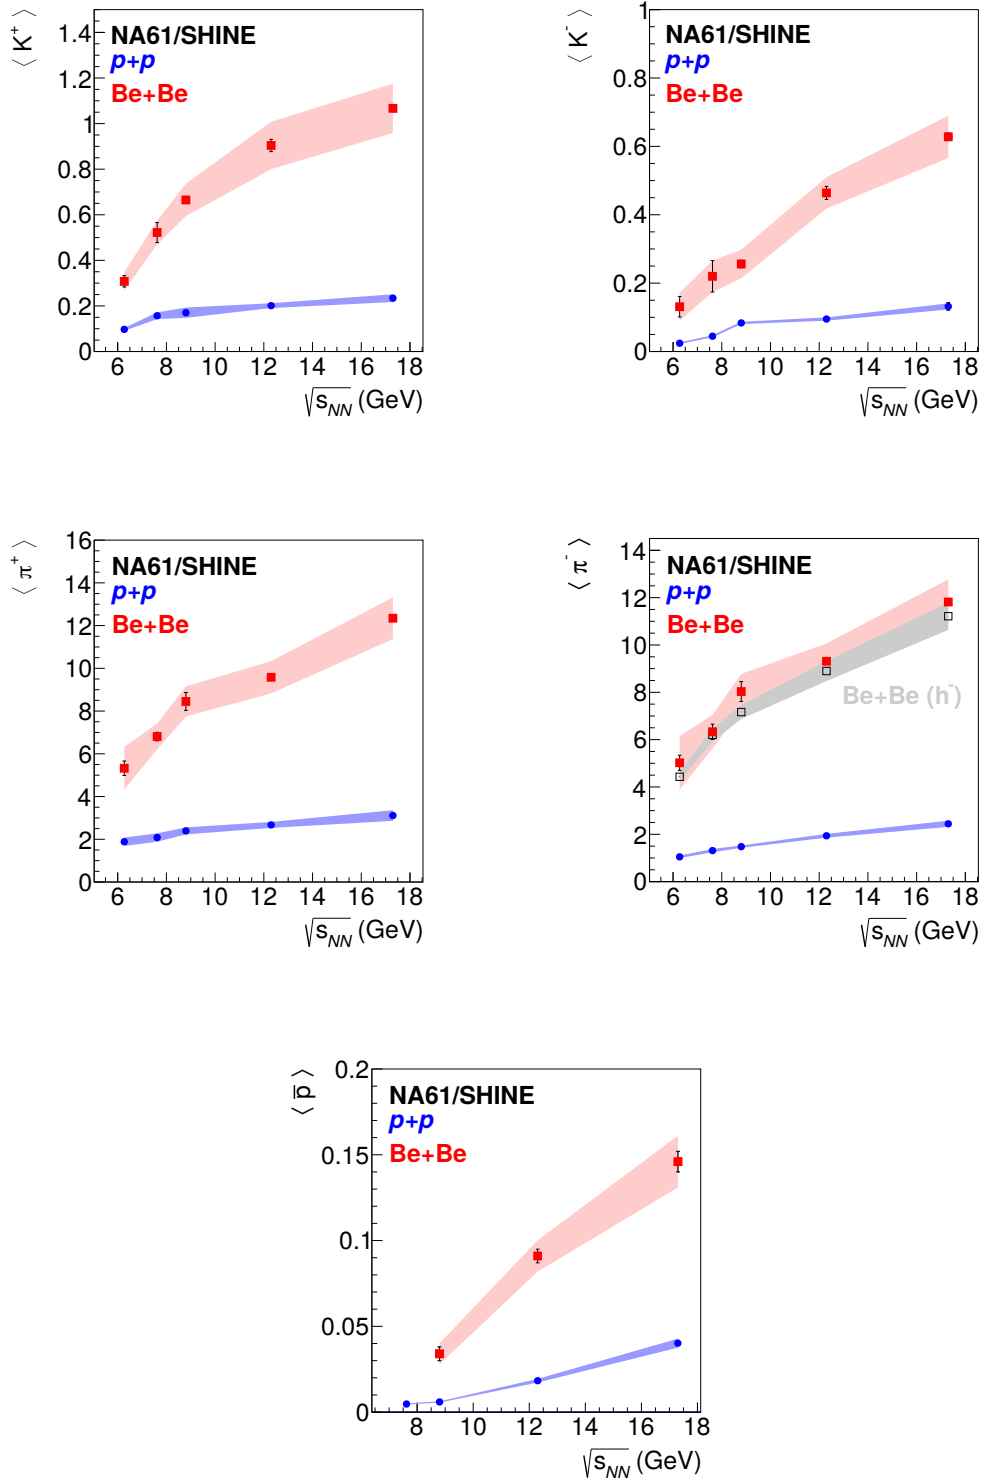 ⟨ K⁺ ⟩
NA61/SHINE
p+p
Be+Be
1.4
1.2
1
0.8
0.6
0.4
0.2
0
6 8 10 12 14 16 18
√s_NN (GeV)
⟨ K⁻ ⟩
NA61/SHINE
p+p
Be+Be
1
0.8
0.6
0.4
0.2
0
6 8 10 12 14 16 18
√s_NN (GeV)
⟨ π⁺ ⟩
NA61/SHINE
p+p
Be+Be
16
14
12
10
8
6
4
2
0
6 8 10 12 14 16 18
√s_NN (GeV)
⟨ π⁻ ⟩
NA61/SHINE
p+p
Be+Be
Be+Be (h⁻)
14
12
10
8
6
4
2
0
6 8 10 12 14 16 18
√s_NN (GeV)
⟨ p̅ ⟩
NA61/SHINE
p+p
Be+Be
0.2
0.15
0.1
0.05
0
8 10 12 14 16 18
√s_NN (GeV)